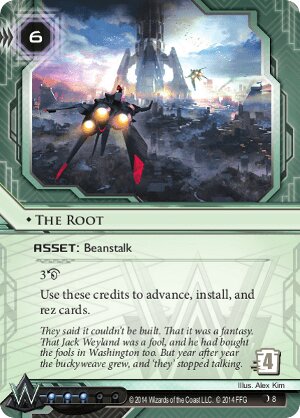 6
THE ROOT
ASSET: Beanstalk
3
Use these credits to advance, install, and
rez cards.
They said it couldn't be built. That it was a fantasy.
That Jack Weyland was a fool, and he had bought
the fools in Washington too. But year after year
the buckyweave grew, and 'they' stopped talking.
4
Illus. Alex Kim
© 2014 Wizards of the Coast LLC. © 2014 FFG
8